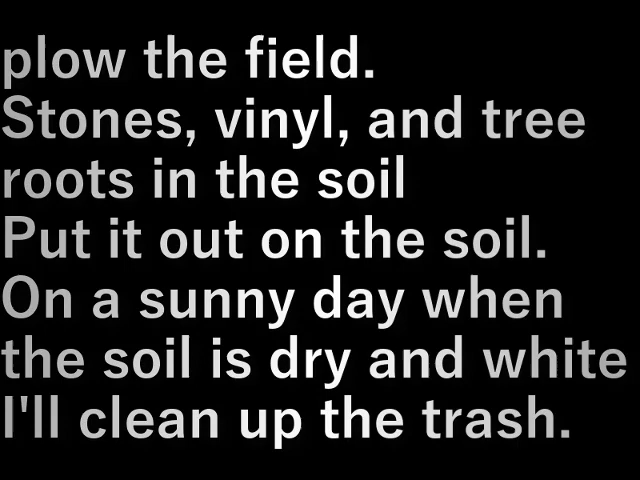 plow the field.
Stones, vinyl, and tree
roots in the soil
Put it out on the soil.
On a sunny day when
the soil is dry and white
I'll clean up the trash.